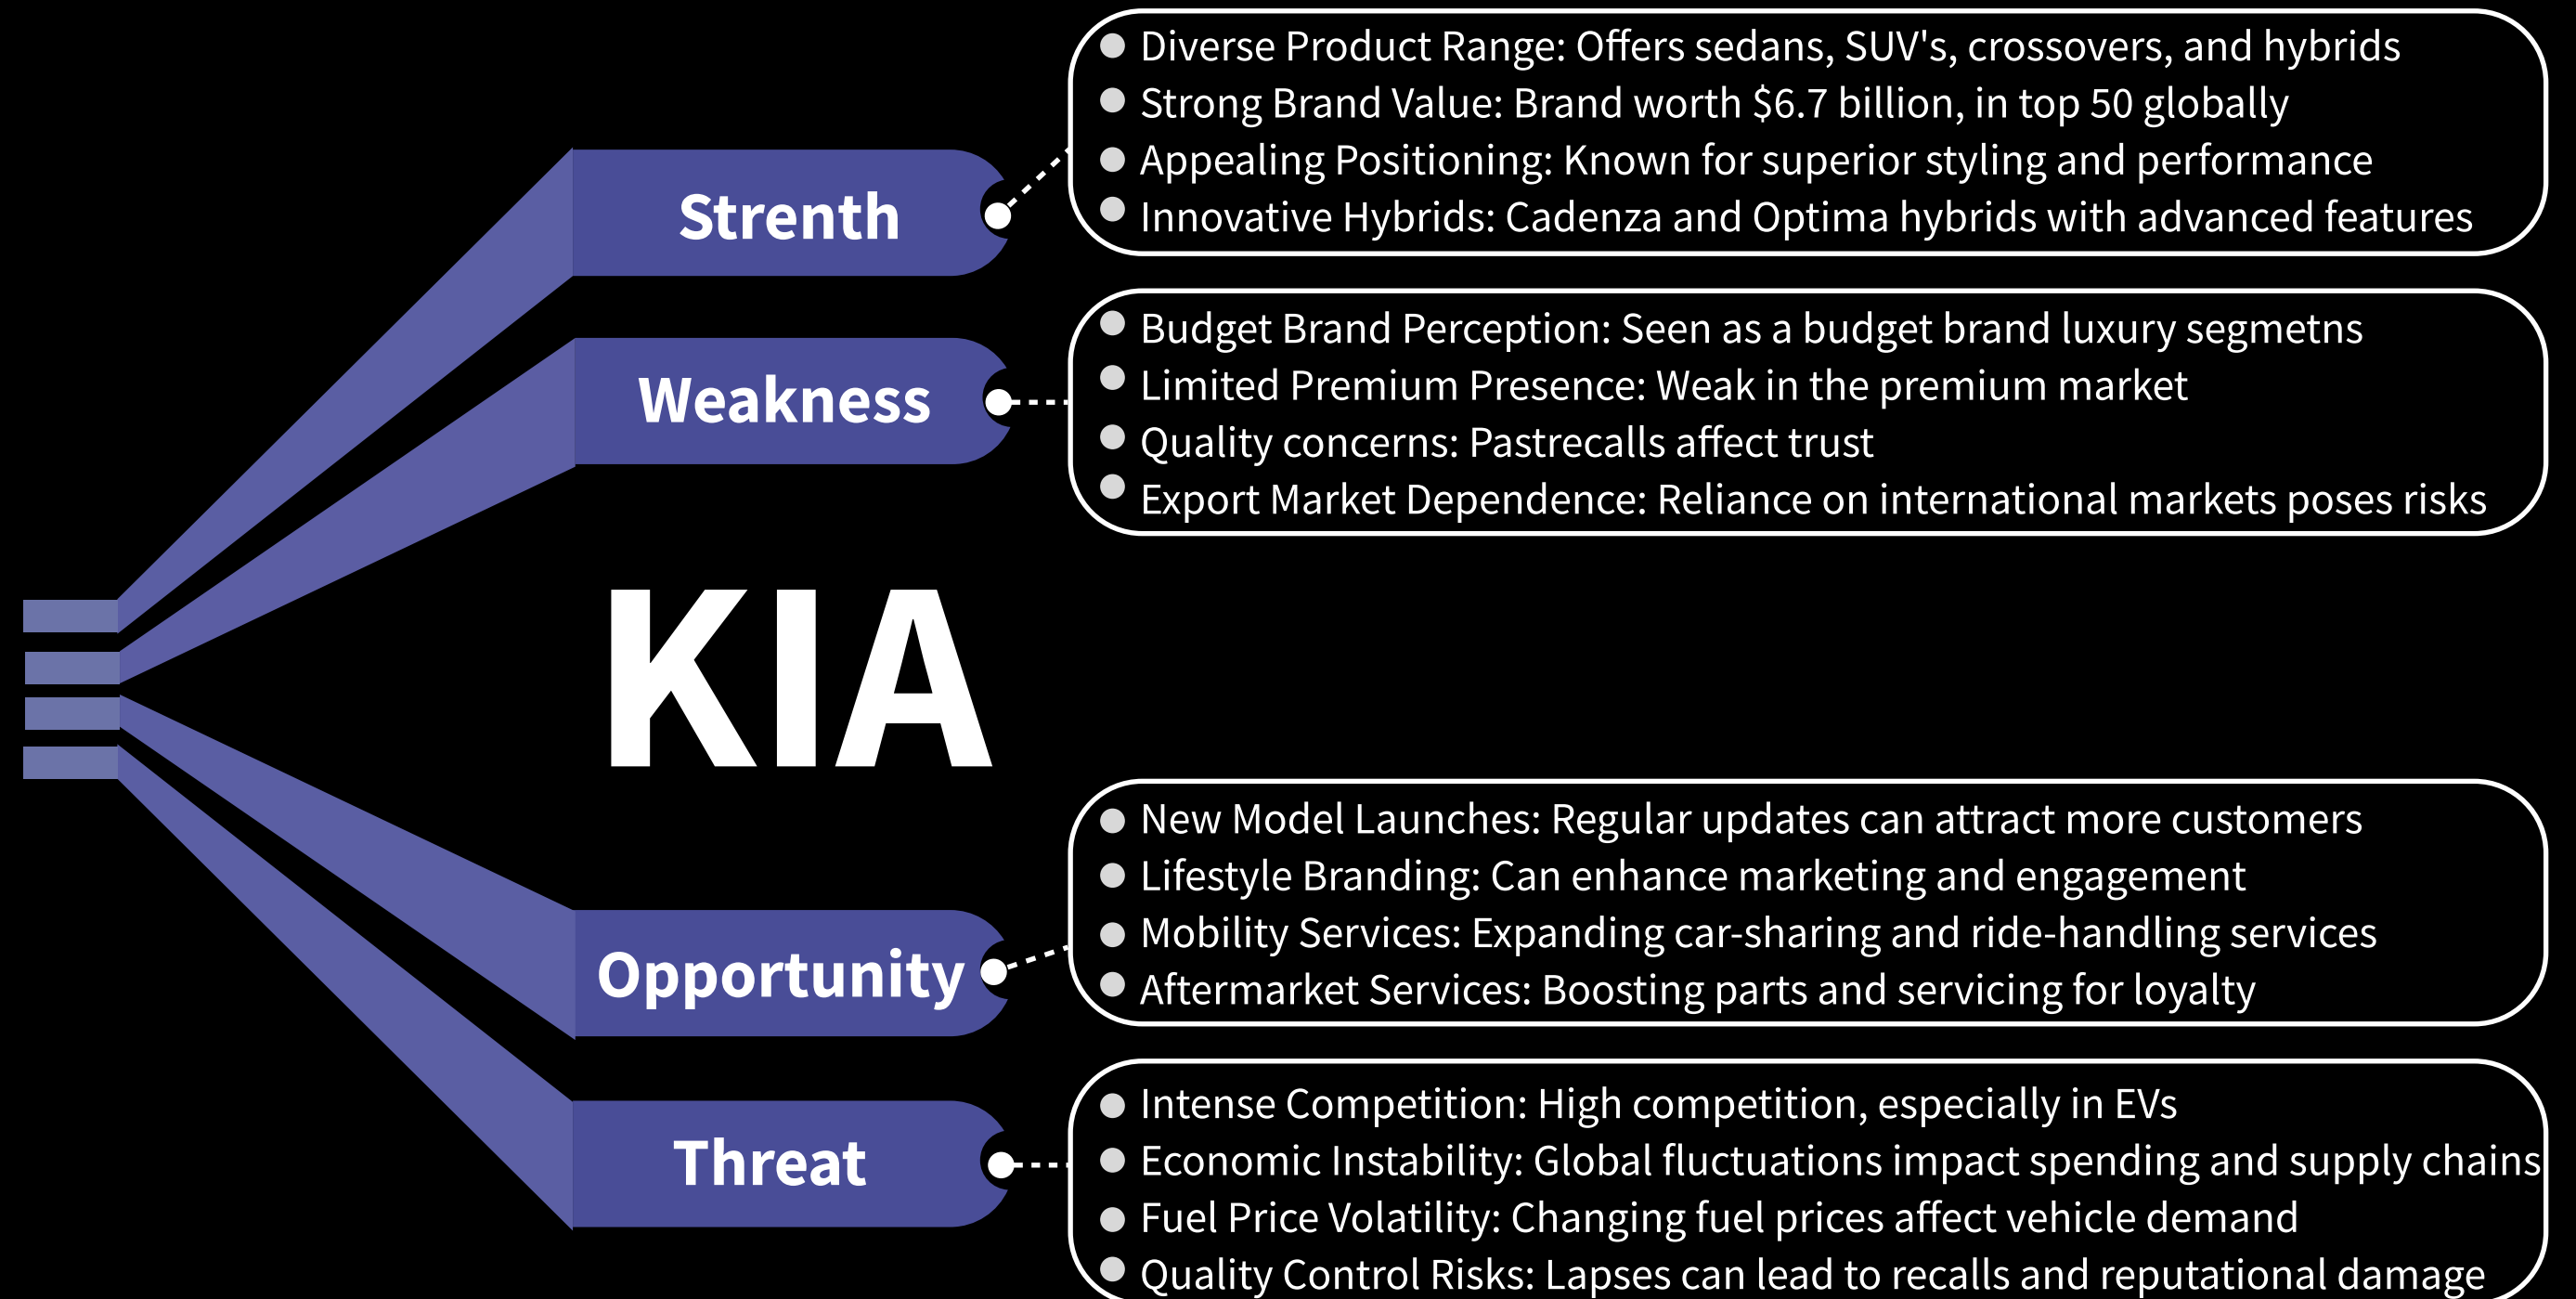 Strenth
Diverse Product Range: Offers sedans, SUV's, crossovers, and hybrids
Strong Brand Value: Brand worth $6.7 billion, in top 50 globally
Appealing Positioning: Known for superior styling and performance
Innovative Hybrids: Cadenza and Optima hybrids with advanced features
Weakness
Budget Brand Perception: Seen as a budget brand luxury segmetns
Limited Premium Presence: Weak in the premium market
Quality concerns: Pastrecalls affect trust
Export Market Dependence: Reliance on international markets poses risks
KIA
Opportunity
New Model Launches: Regular updates can attract more customers
Lifestyle Branding: Can enhance marketing and engagement
Mobility Services: Expanding car-sharing and ride-handling services
Aftermarket Services: Boosting parts and servicing for loyalty
Threat
Intense Competition: High competition, especially in EVs
Economic Instability: Global fluctuations impact spending and supply chains
Fuel Price Volatility: Changing fuel prices affect vehicle demand
Quality Control Risks: Lapses can lead to recalls and reputational damage